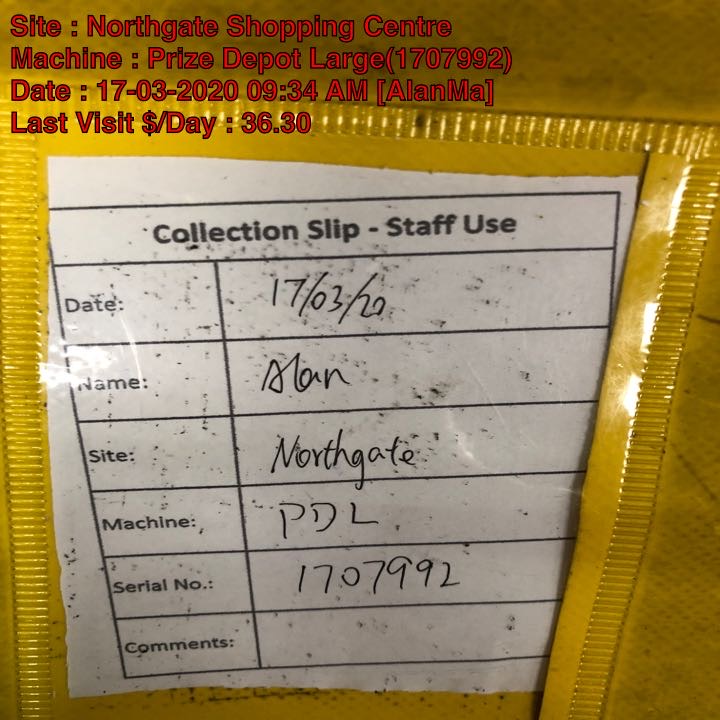 Site : Northgate Shopping Centre
Machine : Prize Depot Large(1707992)
Date : 17-03-2020 09:34 AM [AlanMa]
Last Visit $/Day : 36.30
Collection Slip - Staff Use
Date: 17/03/20
Name: Alan
Site: Northgate
Machine: PDL
Serial No.: 1707992
Comments: